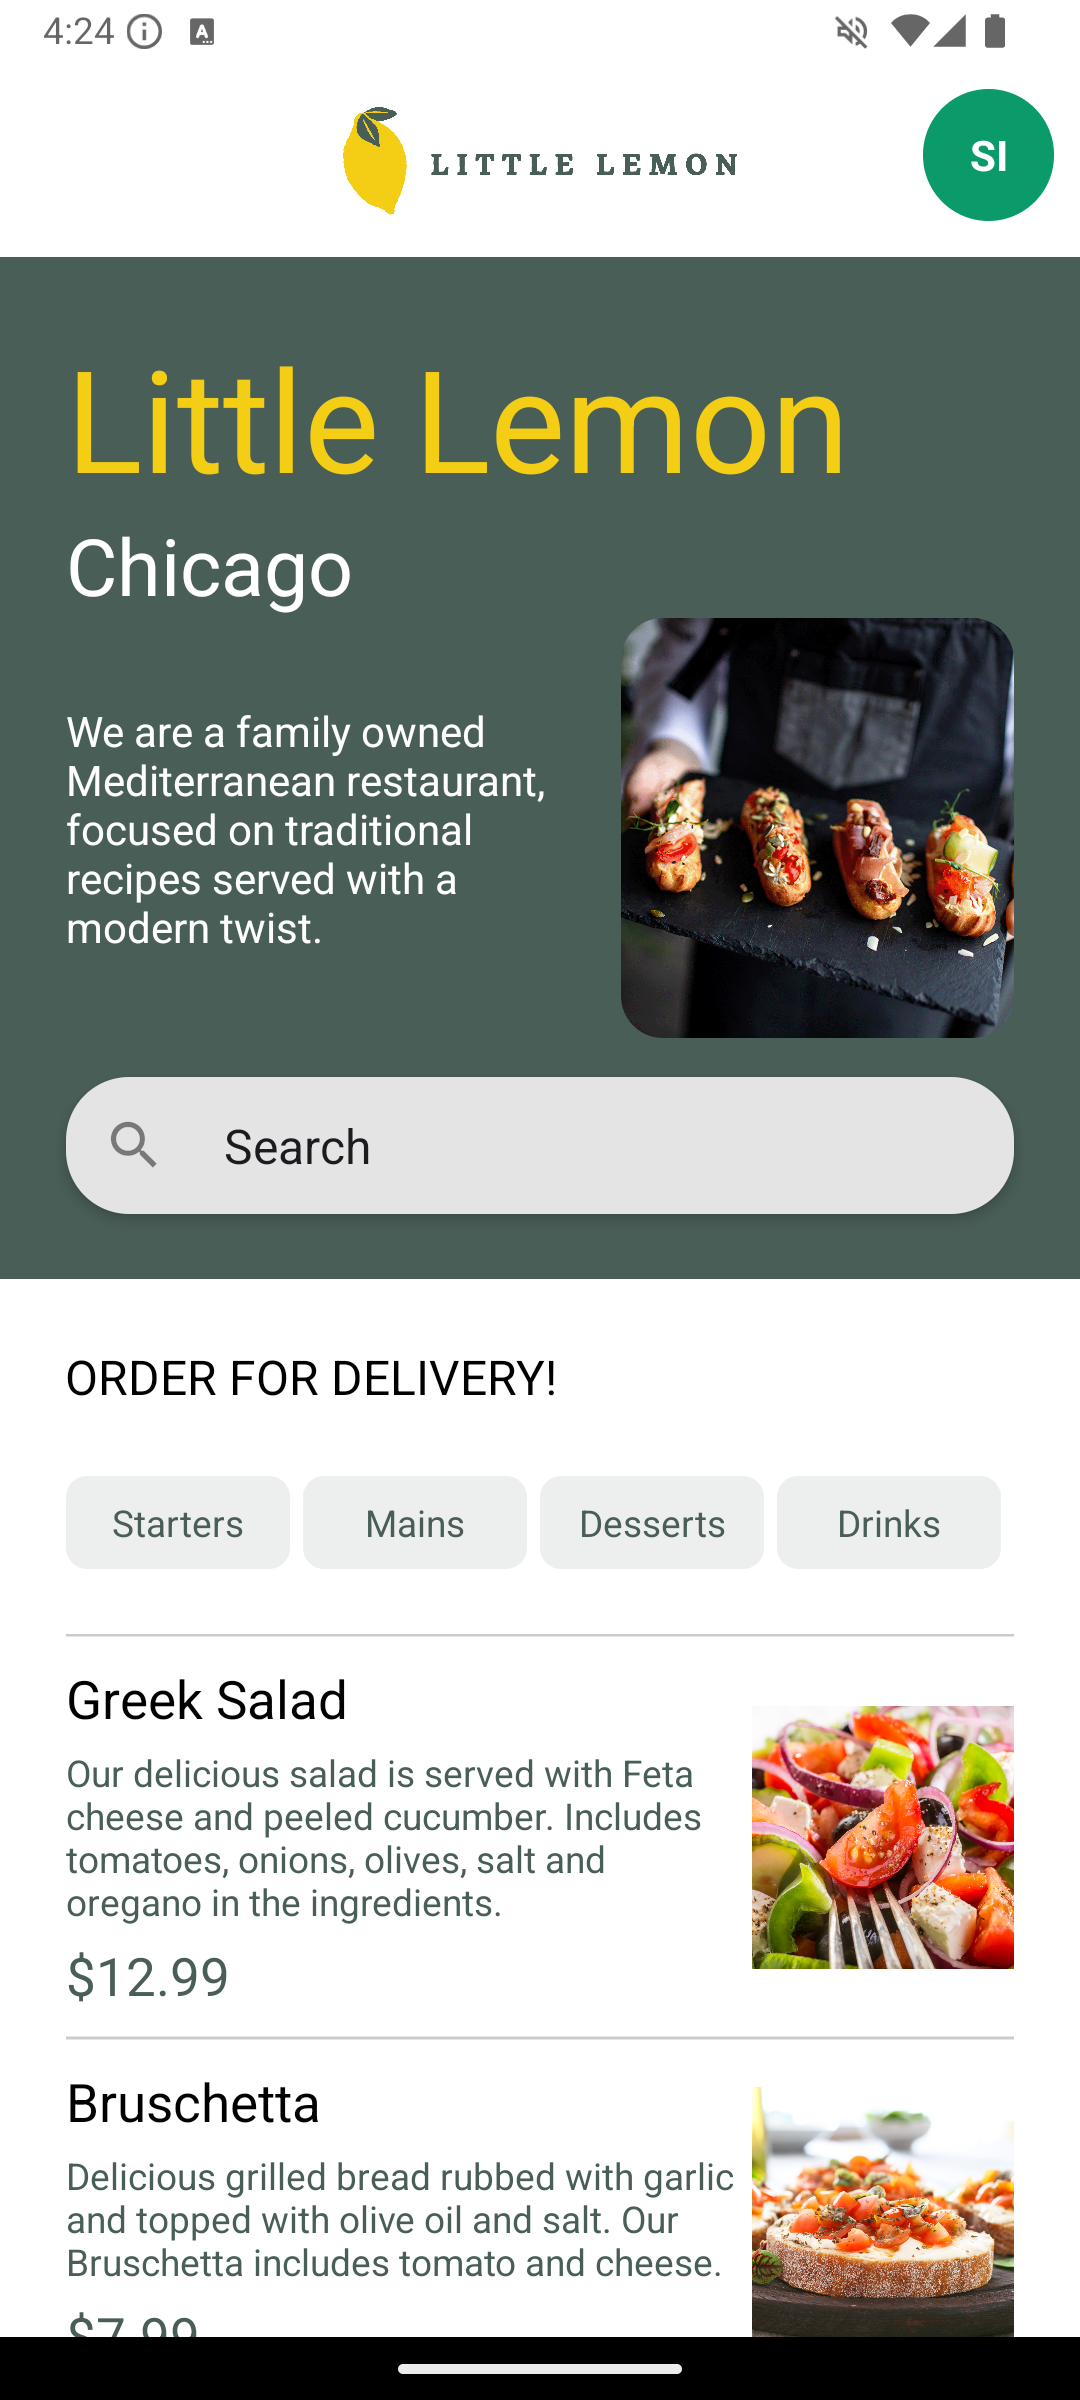 4:24
LITTLE LEMON
SI
Little Lemon
Chicago
We are a family owned
Mediterranean restaurant,
focused on traditional
recipes served with a
modern twist.
Search
ORDER FOR DELIVERY!
Starters Mains Desserts Drinks
Greek Salad
Our delicious salad is served with Feta
cheese and peeled cucumber. Includes
tomatoes, onions, olives, salt and
oregano in the ingredients.
$12.99
Bruschetta
Delicious grilled bread rubbed with garlic
and topped with olive oil and salt. Our
Bruschetta includes tomato and cheese.
$7.99